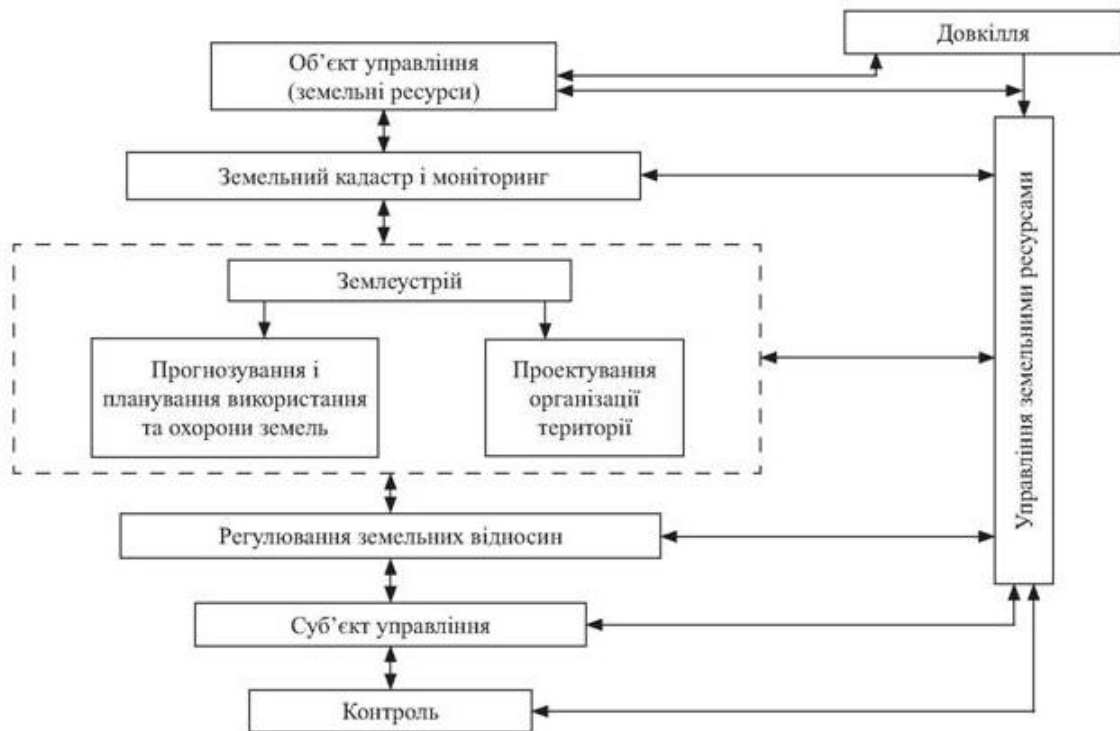 Довкілля
Об’єкт управління
(земельні ресурси)
Земельний кадастр і моніторинг
Землеустрій
Прогнозування і
планування використання
та охорони земель
Проектування
організації
території
Регулювання земельних відносин
Суб’єкт управління
Контроль
Управління земельними ресурсами